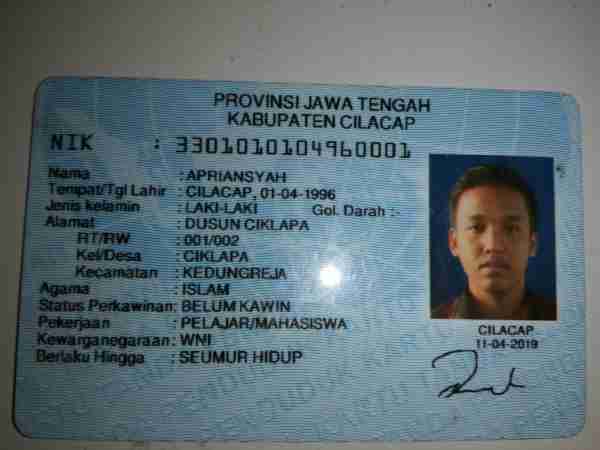 PROVINSI JAWA TENGAH
KABUPATEN CILACAP
NIK : 3301010104960001
Nama : APRIANSYAH
Tempat/Tgl Lahir : CILACAP, 01-04-1996
Jenis kelamin : LAKI-LAKI Gol. Darah :-
Alamat : DUSUN CIKLAPA
RT/RW : 001/002
Kel/Desa : CIKLAPA
Kecamatan : KEDUNGREJA
Agama : ISLAM
Status Perkawinan: BELUM KAWIN
Pekerjaan : PELAJAR/MAHASISWA
Kewarganegaraan: WNI
Berlaku Hingga : SEUMUR HIDUP
CILACAP
11-04-2019